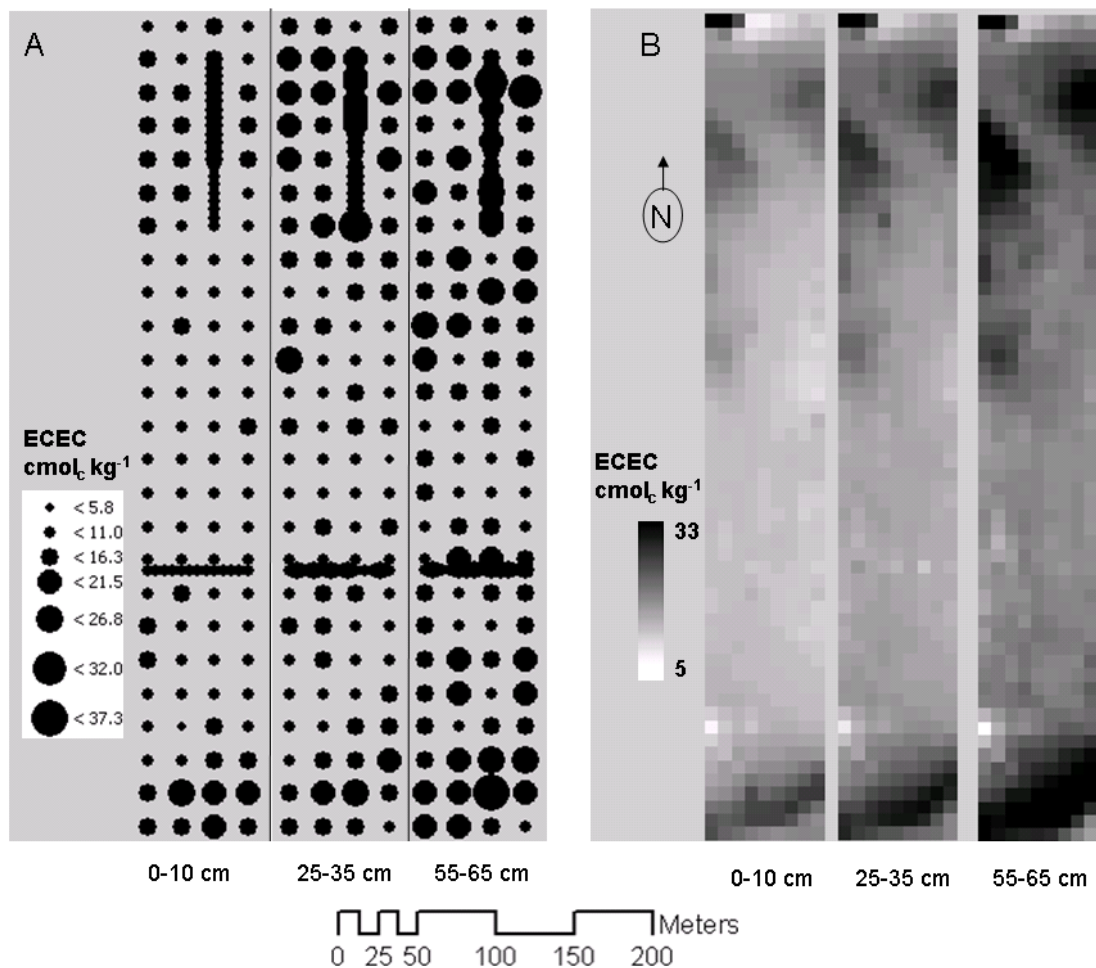 A
B
N
ECEC
cmolc kg-1
< 5.8
< 11.0
< 16.3
< 21.5
< 26.8
< 32.0
< 37.3
ECEC
cmolc kg-1
33
5
0-10 cm
25-35 cm
55-65 cm
0-10 cm
25-35 cm
55-65 cm
Meters
0 25 50 100 150 200